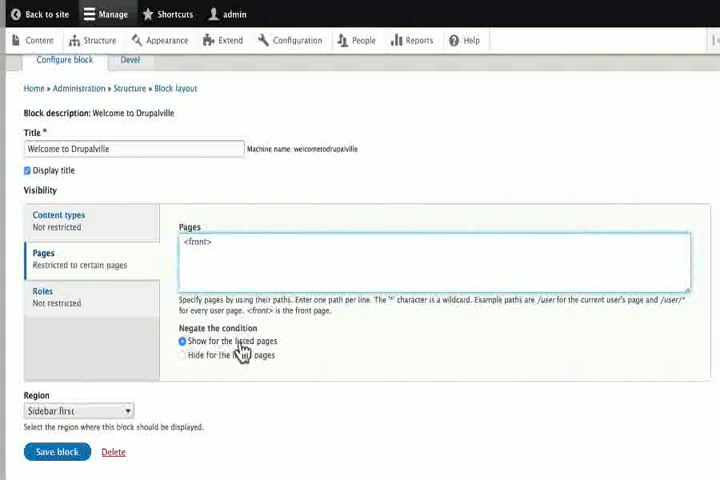 Back to site Manage Shortcuts admin
Content Structure Appearance Extend Configuration People Reports Help
Configure block Devel
Home » Administration » Structure » Block layout
Block description: Welcome to Drupalville
Title *
Welcome to Drupalville Machine name: welcometodrupalville
Display title
Visibility
Content types
Not restricted
Pages
Restricted to certain pages
Roles
Not restricted
Pages
<front>
Specify pages by using their paths. Enter one path per line. The '*' character is a wildcard. Example paths are /user for the current user's page and /user/*
for every user page. <front> is the front page.
Negate the condition
Show for the listed pages
Hide for the pages
Region
Sidebar first
Select the region where this block should be displayed.
Save block Delete